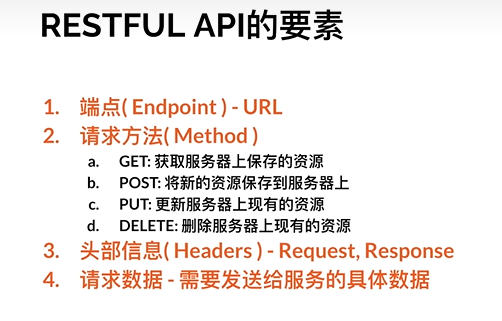 RESTFUL API的要素
1. 端点( Endpoint ) - URL
2. 请求方法( Method )
a. GET: 获取服务器上保存的资源
b. POST: 将新的资源保存到服务器上
c. PUT: 更新服务器上现有的资源
d. DELETE: 删除服务器上现有的资源
3. 头部信息( Headers ) - Request, Response
4. 请求数据 - 需要发送给服务的具体数据